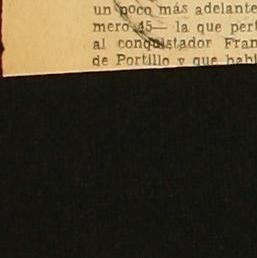 un poco más adelante
mero 45— la que pert
al conquistador Fran
de Portillo y que habl